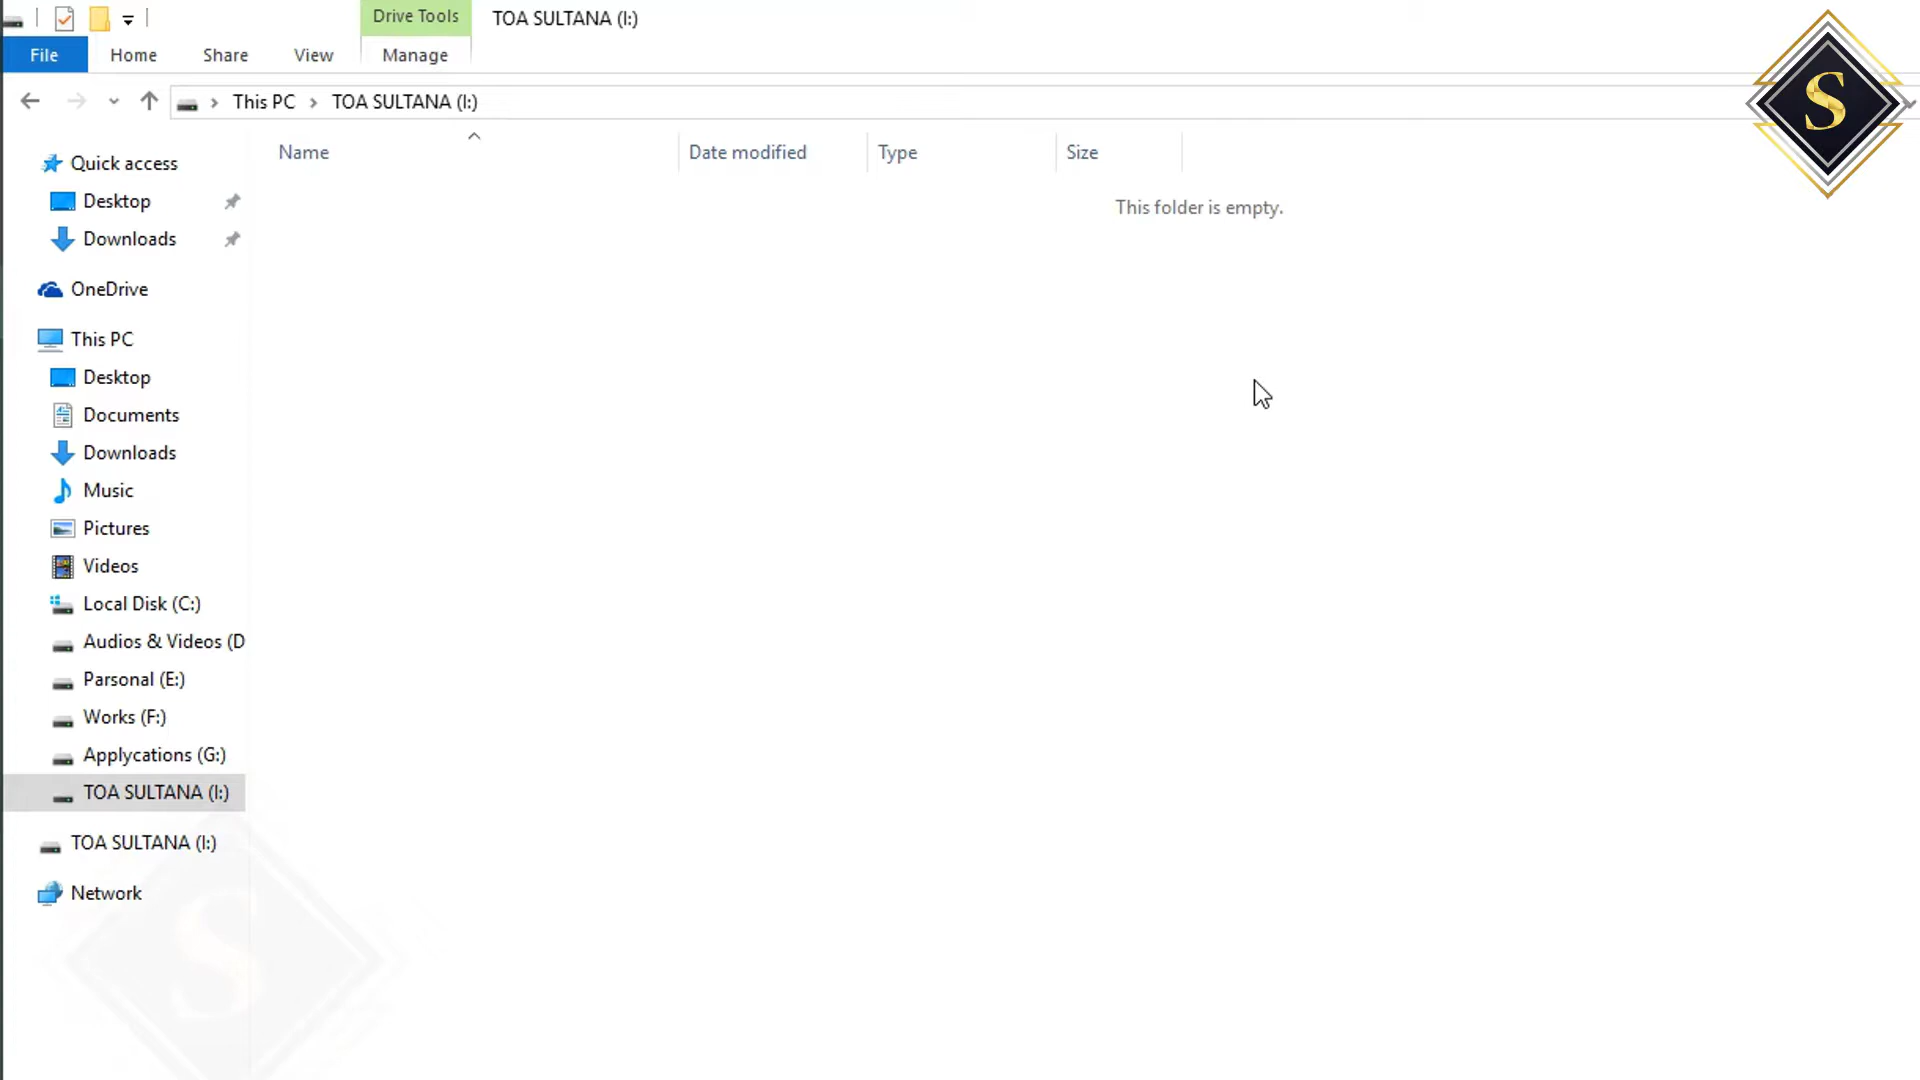 Drive Tools
TOA SULTANA (I:)
File
Home
Share
View
Manage
This PC
TOA SULTANA (I:)
Name
Date modified
Type
Size
This folder is empty.
Quick access
Desktop
Downloads
OneDrive
This PC
Desktop
Documents
Downloads
Music
Pictures
Videos
Local Disk (C:)
Audios & Videos (D
Parsonal (E:)
Works (F:)
Applycations (G:)
TOA SULTANA (I:)
TOA SULTANA (I:)
Network
S
S